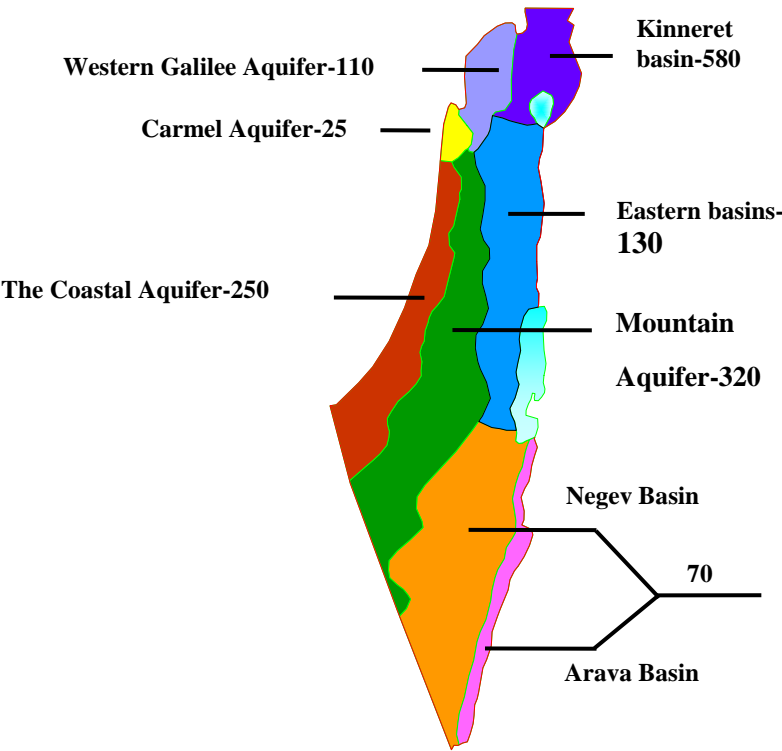 Kinneret
basin-580
Western Galilee Aquifer-110
Carmel Aquifer-25
Eastern basins-
130
The Coastal Aquifer-250
Mountain
Aquifer-320
Negev Basin
70
Arava Basin